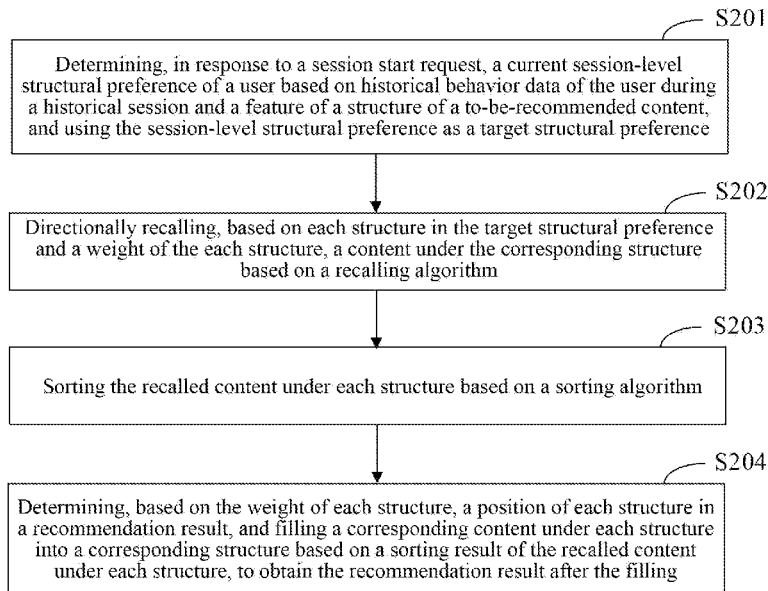 S201
Determining, in response to a session start request, a current session-level
structural preference of a user based on historical behavior data of the user during
a historical session and a feature of a structure of a to-be-recommended content,
and using the session-level structural preference as a target structural preference
S202
Directionally recalling, based on each structure in the target structural preference
and a weight of the each structure, a content under the corresponding structure
based on a recalling algorithm
S203
Sorting the recalled content under each structure based on a sorting algorithm
S204
Determining, based on the weight of each structure, a position of each structure in
a recommendation result, and filling a corresponding content under each structure
into a corresponding structure based on a sorting result of the recalled content
under each structure, to obtain the recommendation result after the filling